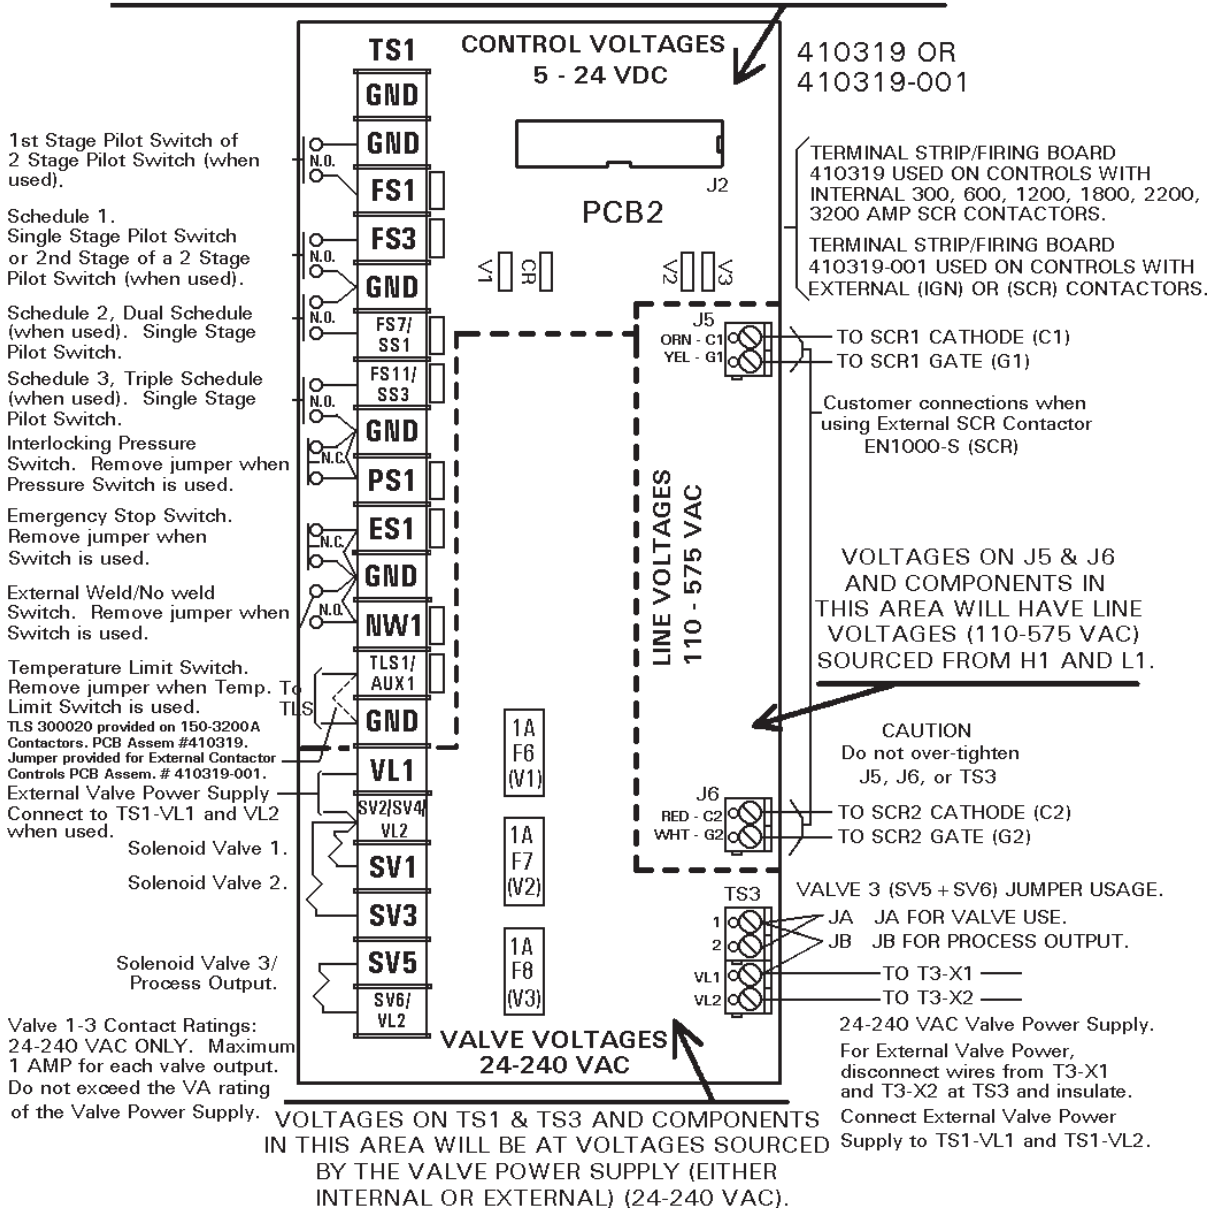 CONTROL VOLTAGES
5 - 24 VDC
410319 OR
410319-001
TS1
GND
GND
FS1
FS3
GND
FS7/
SS1
FS11/
SS3
GND
PS1
ES1
GND
NW1
TLS1/
AUX1
GND
VL1
SV2/SV4/
VL2
SV1
SV3
SV5
SV6/
VL2
1st Stage Pilot Switch of
2 Stage Pilot Switch (when
used).
N.O.
Schedule 1.
Single Stage Pilot Switch
or 2nd Stage of a 2 Stage
Pilot Switch (when used).
N.O.
Schedule 2, Dual Schedule
(when used). Single Stage
Pilot Switch.
N.O.
Schedule 3, Triple Schedule
(when used). Single Stage
Pilot Switch.
N.O.
Interlocking Pressure
Switch. Remove jumper when
Pressure Switch is used.
N.C.
Emergency Stop Switch.
Remove jumper when
Switch is used.
N.C.
External Weld/No weld
Switch. Remove jumper when
Switch is used.
N.O.
Temperature Limit Switch.
Remove jumper when Temp.
Limit Switch is used.
To
TLS
TLS 300020 provided on 150-3200A
Contactors. PCB Assem #410319.
Jumper provided for External Contactor
Controls PCB Assem. # 410319-001.
External Valve Power Supply
Connect to TS1-VL1 and VL2
when used.
Solenoid Valve 1.
Solenoid Valve 2.
Solenoid Valve 3/
Process Output.
Valve 1-3 Contact Ratings:
24-240 VAC ONLY. Maximum
1 AMP for each valve output.
Do not exceed the VA rating
of the Valve Power Supply.
J2
PCB2
V1
CR
V2
V3
J5
ORN - C1
YEL - G1
LINE VOLTAGES
110 - 575 VAC
1A
F6
(V1)
1A
F7
(V2)
1A
F8
(V3)
J6
RED - C2
WHT - G2
TS3
1
2
VL1
VL2
VALVE VOLTAGES
24-240 VAC
TERMINAL STRIP/FIRING BOARD
410319 USED ON CONTROLS WITH
INTERNAL 300, 600, 1200, 1800, 2200,
3200 AMP SCR CONTACTORS.
TERMINAL STRIP/FIRING BOARD
410319-001 USED ON CONTROLS WITH
EXTERNAL (IGN) OR (SCR) CONTACTORS.
TO SCR1 CATHODE (C1)
TO SCR1 GATE (G1)
Customer connections when
using External SCR Contactor
EN1000-S (SCR)
VOLTAGES ON J5 & J6
AND COMPONENTS IN
THIS AREA WILL HAVE LINE
VOLTAGES (110-575 VAC)
SOURCED FROM H1 AND L1.
CAUTION
Do not over-tighten
J5, J6, or TS3
TO SCR2 CATHODE (C2)
TO SCR2 GATE (G2)
VALVE 3 (SV5 + SV6) JUMPER USAGE.
JA JA FOR VALVE USE.
JB JB FOR PROCESS OUTPUT.
TO T3-X1
TO T3-X2
24-240 VAC Valve Power Supply.
For External Valve Power,
disconnect wires from T3-X1
and T3-X2 at TS3 and insulate.
Connect External Valve Power
Supply to TS1-VL1 and TS1-VL2.
VOLTAGES ON TS1 & TS3 AND COMPONENTS
IN THIS AREA WILL BE AT VOLTAGES SOURCED
BY THE VALVE POWER SUPPLY (EITHER
INTERNAL OR EXTERNAL) (24-240 VAC).